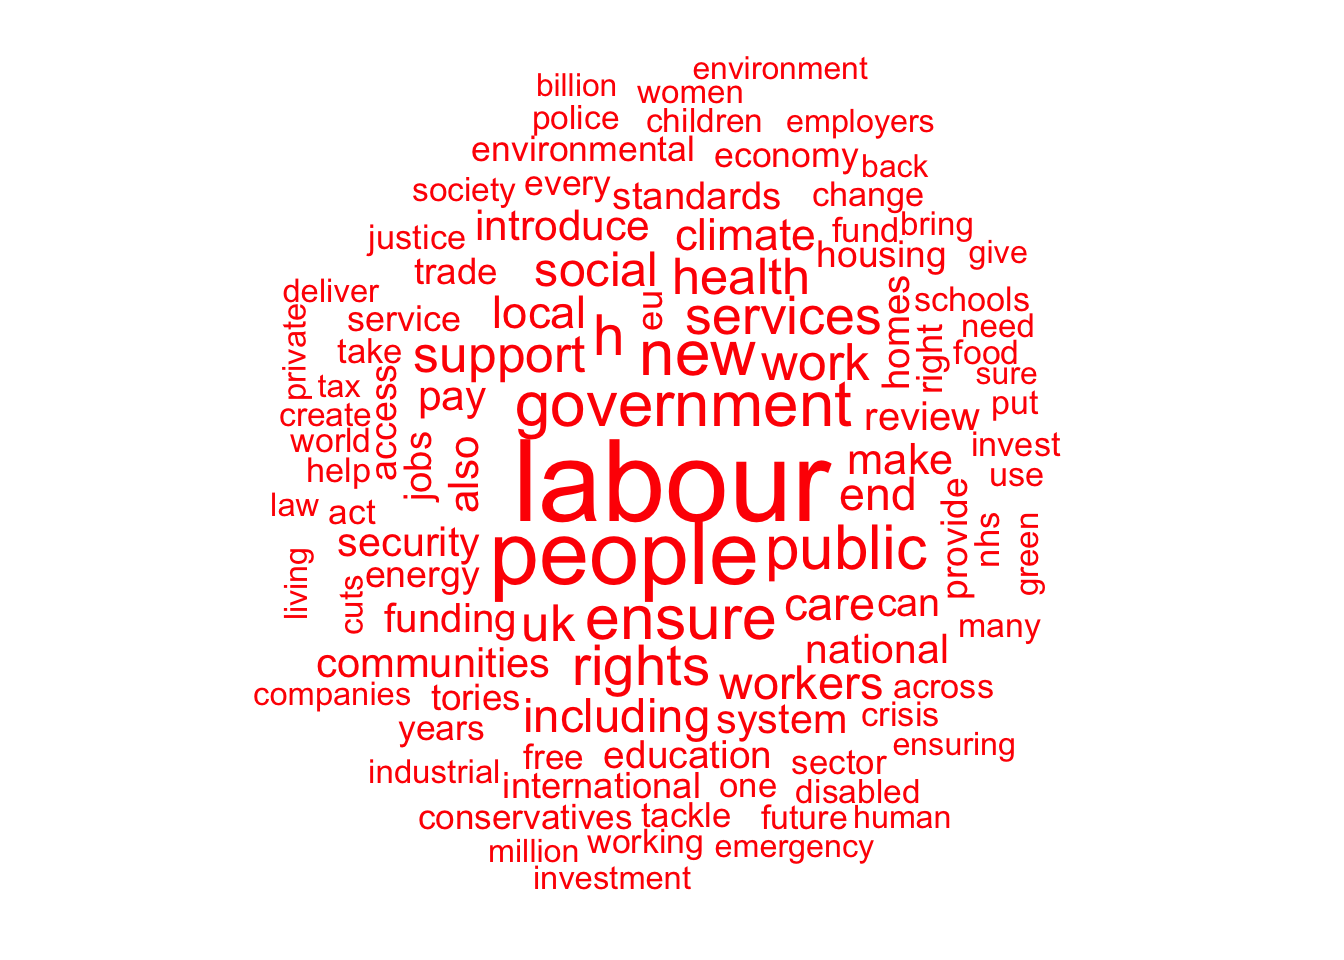 environment
billion women
police children employers
environmental economy back
society every standards change
justice introduce climate fund bring
trade social health housing give
deliver local h eu services homes schools
private service support new work right need
take food
tax access pay government sure
create review put
world jobs also labour make invest
help end use
law act people public provide nhs green
security
living cuts energy
funding uk ensure care can many
communities rights national
companies tories workers across
years including system crisis
free education sector ensuring
industrial international one disabled
conservatives tackle future human
million working emergency
investment